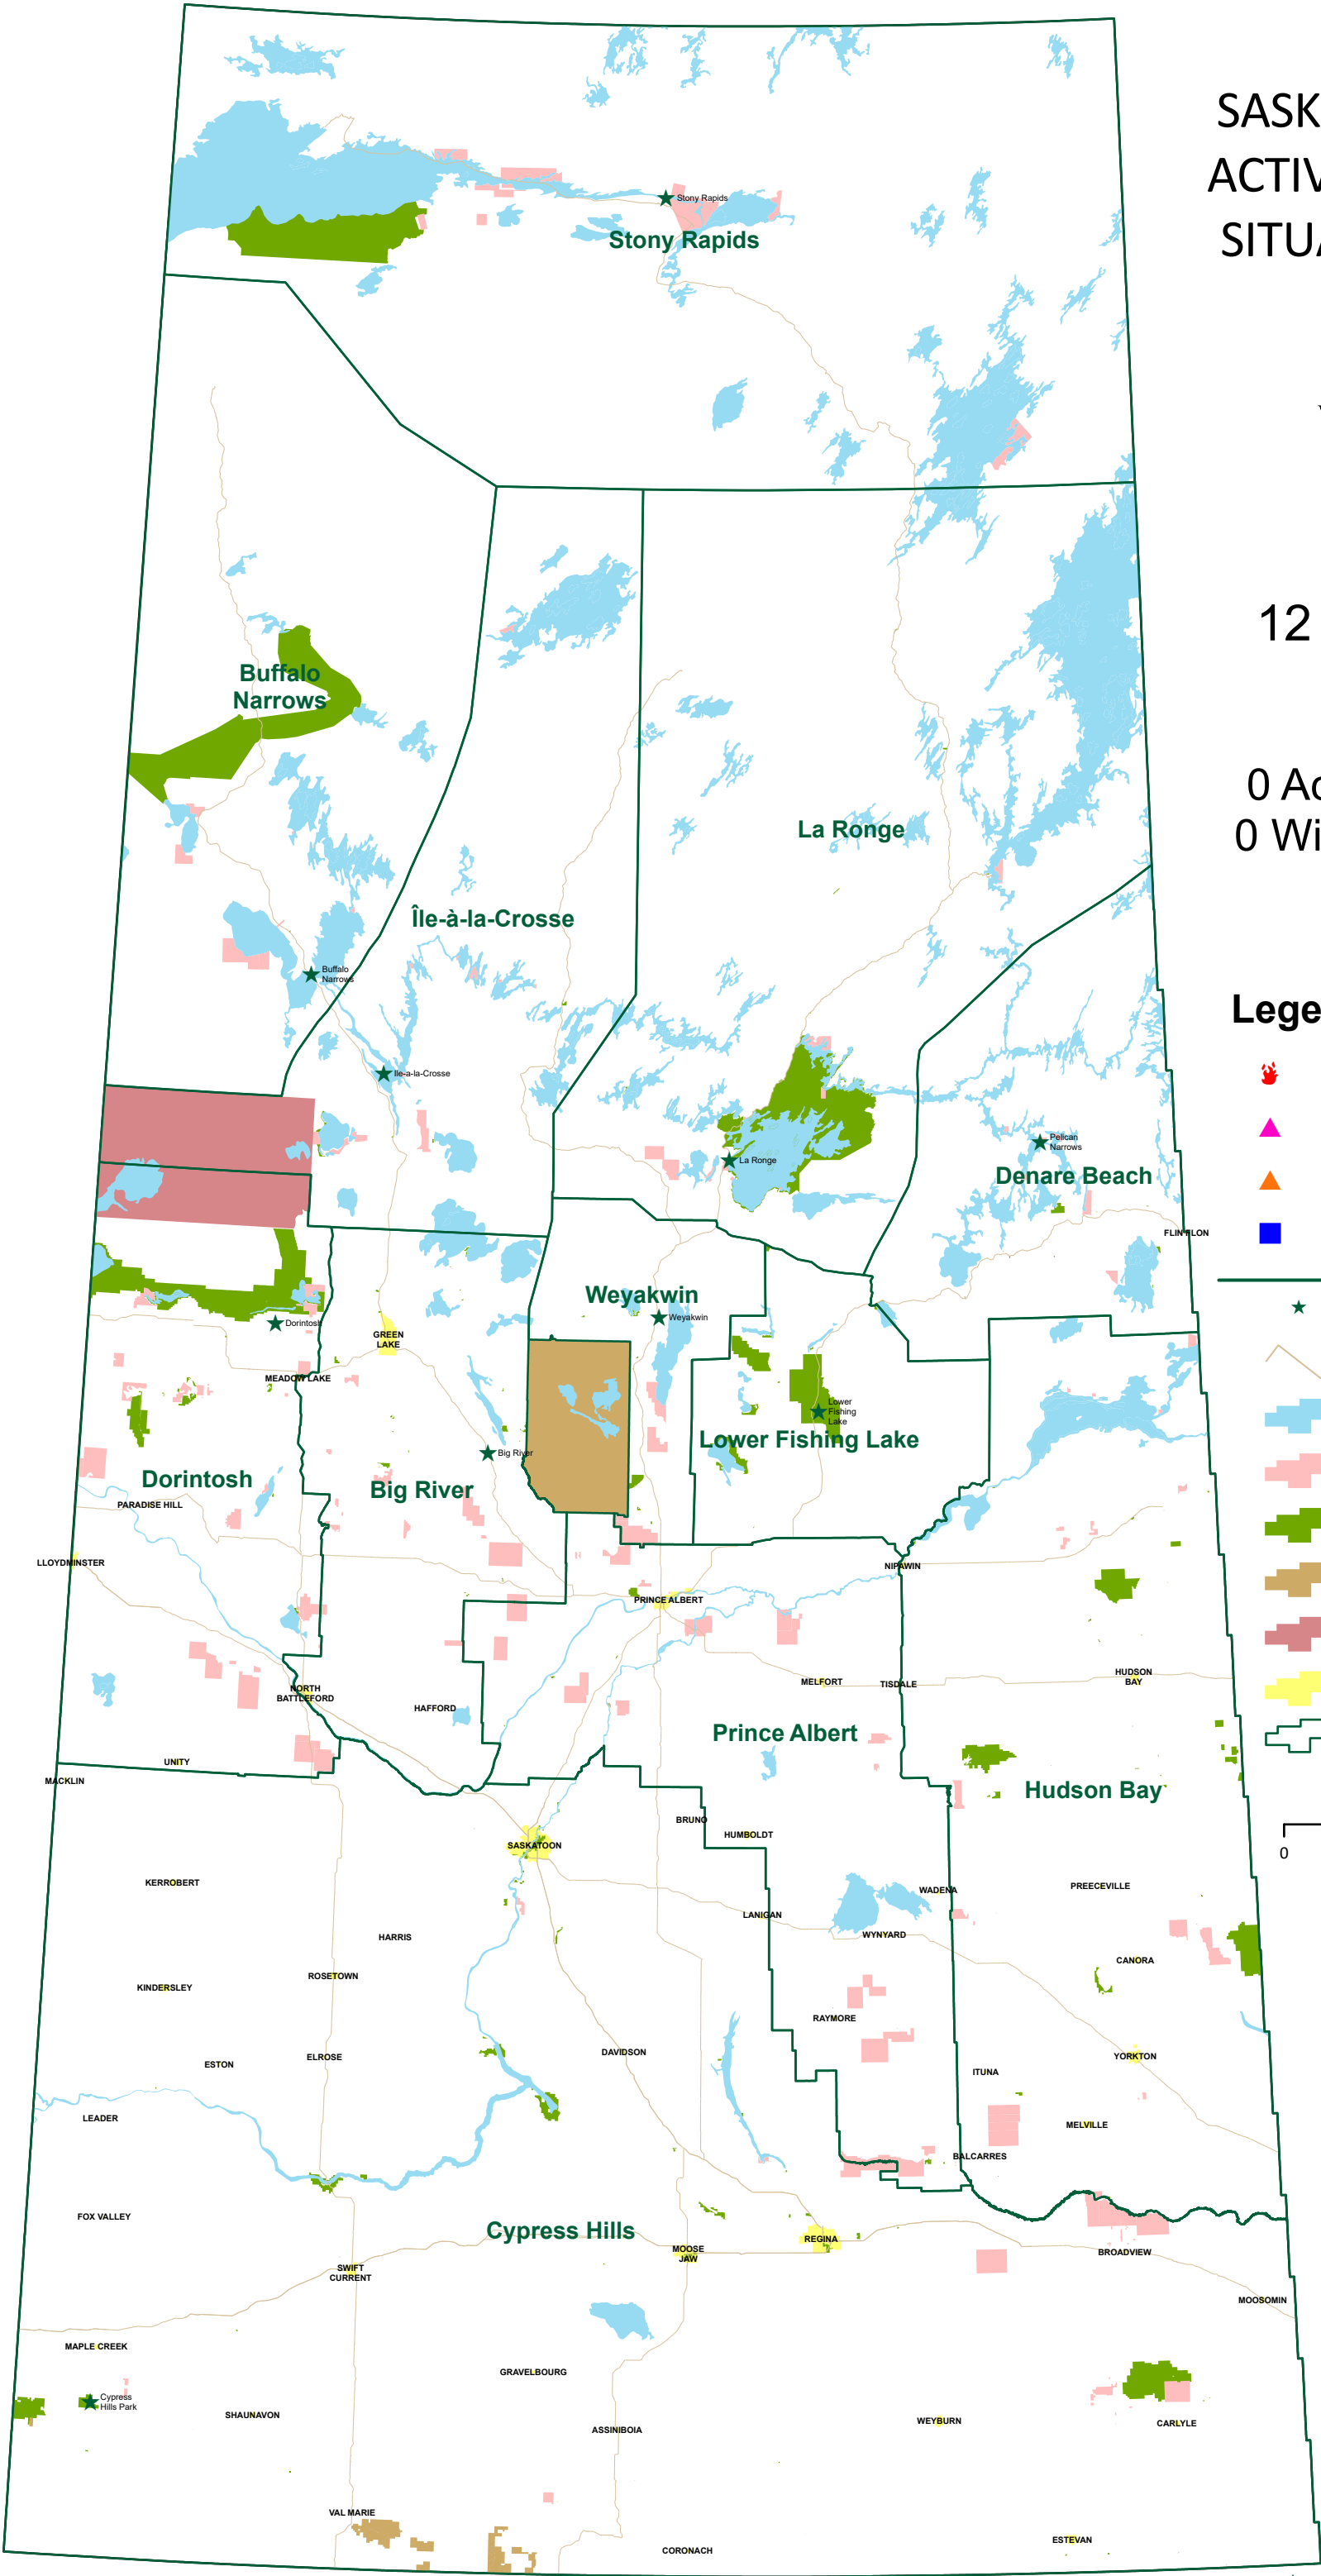 SASK
ACTIV
SITUA
12
0 Ac
0 Wi
Lege
0
Stony Rapids
Stony Rapids
Buffalo
Narrows
La Ronge
Île-à-la-Crosse
Buffalo
Narrows
Ile-a-la-Crosse
Pelican
Narrows
La Ronge
Denare Beach
FLIN FLON
Weyakwin
Weyakwin
Dorintosh
GREEN
LAKE
MEADOW LAKE
Lower
Fishing
Lake
Lower Fishing Lake
Big River
Dorintosh
Big River
PARADISE HILL
LLOYDMINSTER
NIPAWIN
PRINCE ALBERT
HUDSON
BAY
MELFORT
TISDALE
NORTH
BATTLEFORD
HAFFORD
Prince Albert
UNITY
MACKLIN
Hudson Bay
BRUNO
HUMBOLDT
SASKATOON
KERROBERT
PREECEVILLE
WADENA
LANIGAN
WYNYARD
HARRIS
CANORA
ROSETOWN
KINDERSLEY
RAYMORE
DAVIDSON
YORKTON
ELROSE
ESTON
ITUNA
LEADER
MELVILLE
BALCARRES
FOX VALLEY
Cypress Hills
REGINA
MOOSE
JAW
BROADVIEW
SWIFT
CURRENT
MOOSOMIN
MAPLE CREEK
GRAVELBOURG
Cypress
Hills Park
SHAUNAVON
ASSINIBOIA
WEYBURN
CARLYLE
VAL MARIE
ESTEVAN
CORONACH